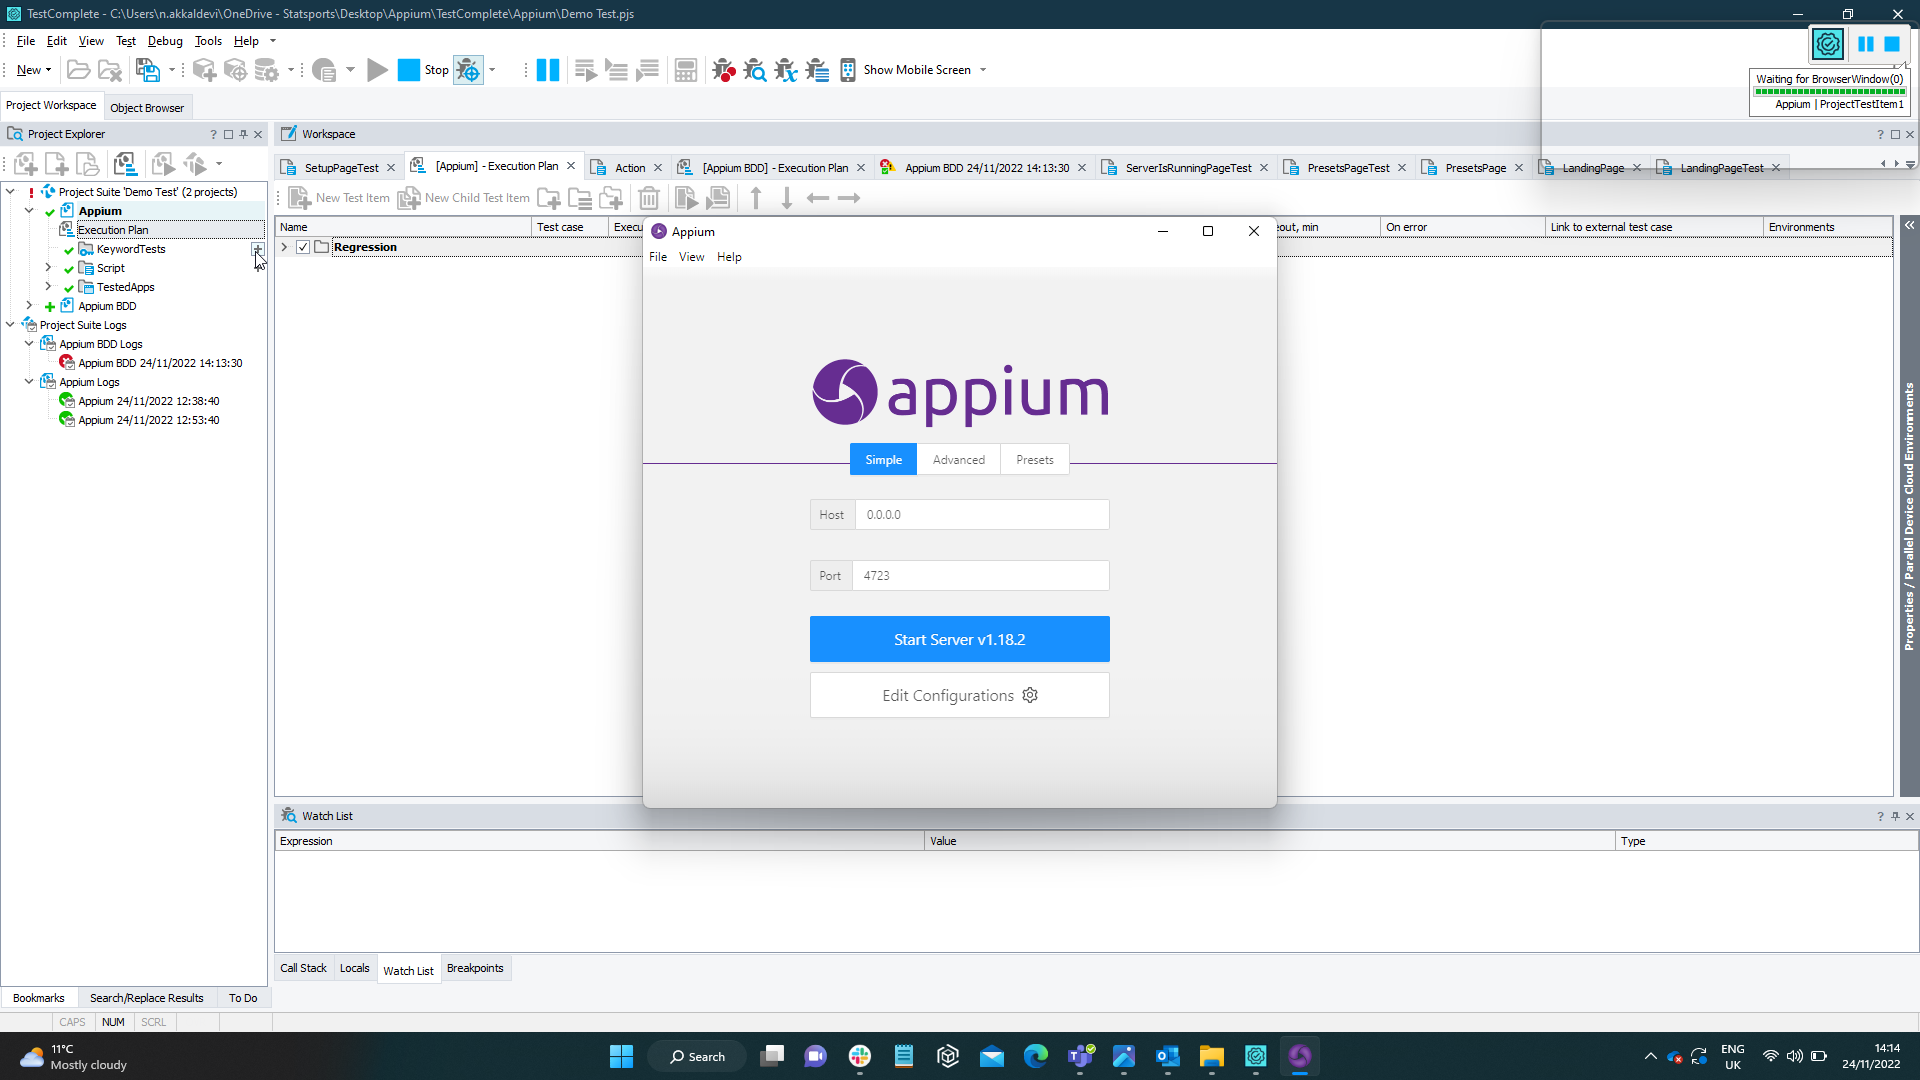 TestComplete - C:\Users\n.akkaldevi\OneDrive - Statsports\Desktop\Appium\TestComplete\Appium\Demo Test.pjs
File Edit View Test Debug Tools Help
New Stop Show Mobile Screen
Waiting for BrowserWindow(0)
Appium | ProjectTestItem1
Project Workspace Object Browser
Project Explorer ?
Workspace ?
SetupPageTest [Appium] - Execution Plan Action [Appium BDD] - Execution Plan Appium BDD 24/11/2022 14:13:30 ServerIsRunningPageTest PresetsPageTest PresetsPage LandingPage LandingPageTest
New Test Item New Child Test Item
Name Test case Execu
eout, min On error Link to external test case Environments
Regression
Project Suite 'Demo Test' (2 projects)
Appium
Execution Plan
KeywordTests
Script
TestedApps
Appium BDD
Project Suite Logs
Appium BDD Logs
Appium BDD 24/11/2022 14:13:30
Appium Logs
Appium 24/11/2022 12:38:40
Appium 24/11/2022 12:53:40
Appium
File View Help
appium
Simple Advanced Presets
Host 0.0.0.0
Port 4723
Start Server v1.18.2
Edit Configurations
Properties / Parallel Device Cloud Environments
Watch List ?
Expression Value Type
Call Stack Locals Watch List Breakpoints
Bookmarks Search/Replace Results To Do
CAPS NUM SCRL
11°C
Mostly cloudy
Search
ENG
UK
14:14
24/11/2022